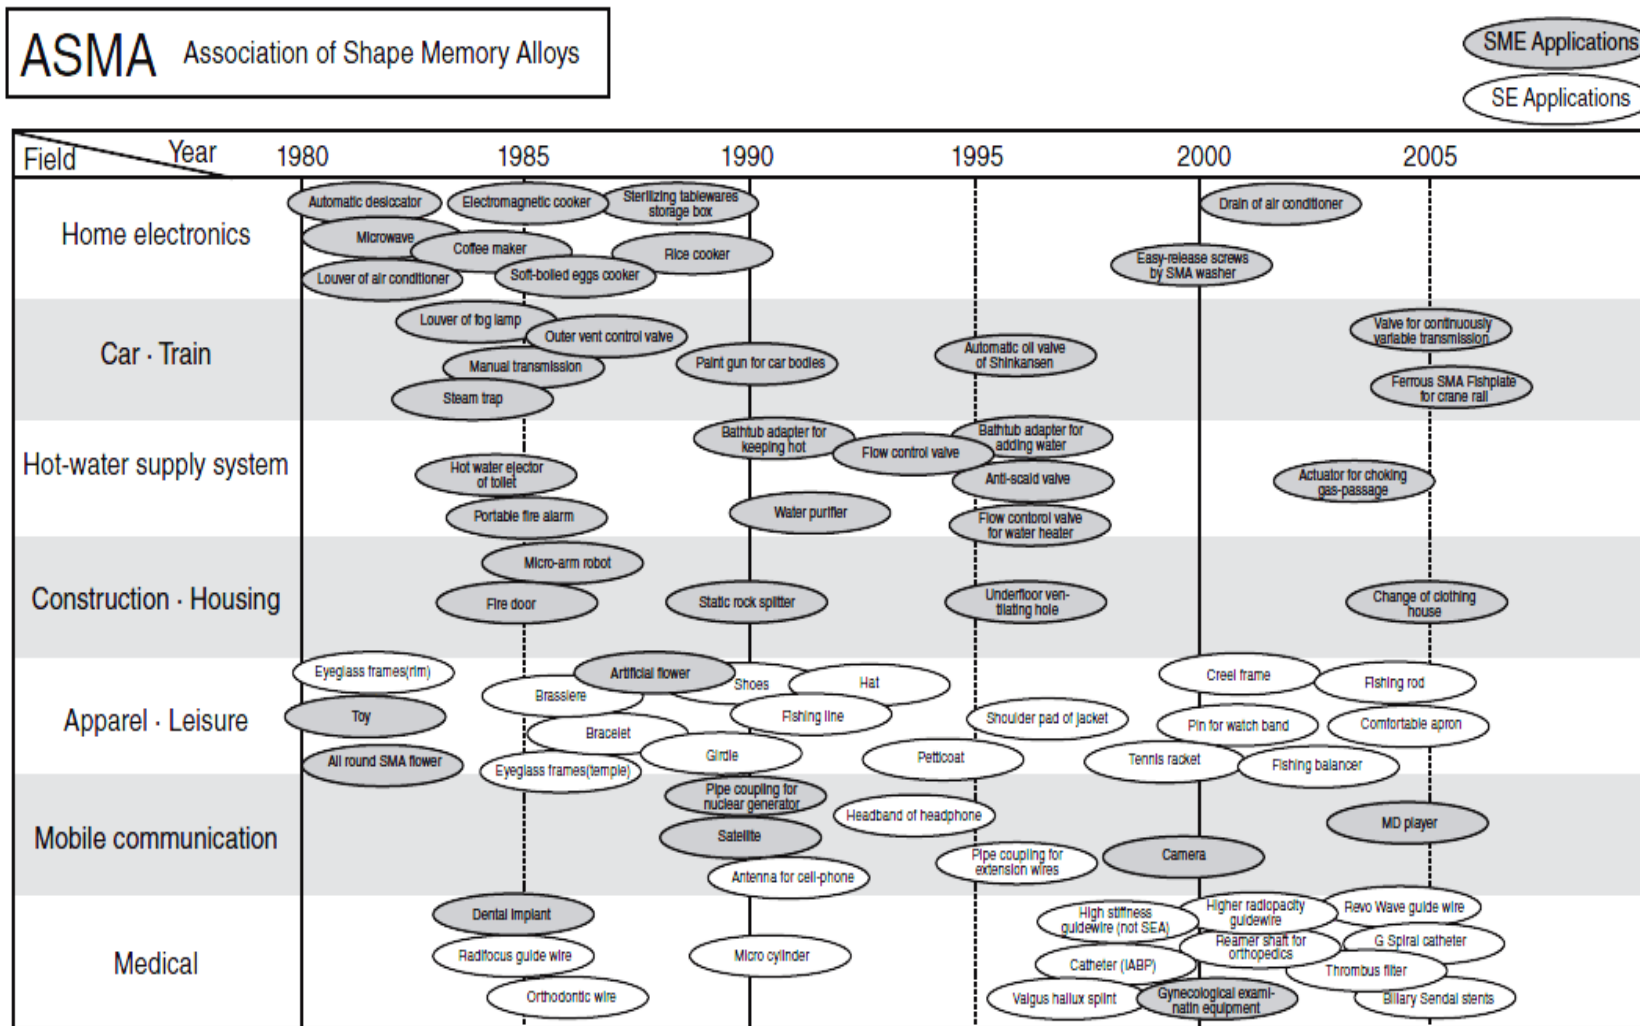 ASMA Association of Shape Memory Alloys
SME Applications
SE Applications
Field Year 1980 1985 1990 1995 2000 2005
Home electronics
Automatic desiccator
Electromagnetic cooker
Sterilizing tablewares
storage box
Drain of air conditioner
Microwave
Coffee maker
Rice cooker
Easy-release screws
by SMA washer
Louver of air conditioner
Soft-boiled eggs cooker
Car · Train
Louver of fog lamp
Outer vent control valve
Valve for continuously
variable transmission
Manual transmission
Paint gun for car bodies
Automatic oil valve
of Shinkansen
Steam trap
Ferrous SMA Fishplate
for crane rail
Hot-water supply system
Bathtub adapter for
keeping hot
Flow control valve
Bathtub adapter for
adding water
Hot water ejector
of toilet
Anti-scald valve
Actuator for choking
gas-passage
Portable fire alarm
Water purifier
Flow contorol valve
for water heater
Construction · Housing
Micro-arm robot
Fire door
Static rock splitter
Underfloor ven-
tilating hole
Change of clothing
house
Apparel · Leisure
Eyeglass frames(rim)
Artificial flower
Brassiere
Shoes
Hat
Creel frame
Fishing rod
Toy
Bracelet
Fishing line
Shoulder pad of jacket
Pin for watch band
Comfortable apron
All round SMA flower
Eyeglass frames(temple)
Girdle
Petticoat
Tennis racket
Fishing balancer
Mobile communication
Pipe coupling for
nuclear generator
Headband of headphone
MD player
Satellite
Pipe coupling for
extension wires
Camera
Antenna for cell-phone
Medical
Dental implant
High stiffness
guidewire (not SEA)
Higher radiopacity
guidewire
Revo Wave guide wire
Radifocus guide wire
Micro cylinder
Catheter (IABP)
Reamer shaft for
orthopedics
G Spiral catheter
Thrombus filter
Orthodontic wire
Valgus hallux splint
Gynecological exami-
natin equipment
Biliary Sendai stents